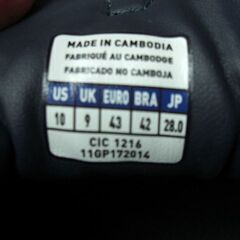 MADE IN CAMBODIA
FABRIQUÉ AU CAMBODGE
FABRICADO NO CAMBOJA
US UK EURO BRA JP
10 9 43 42 28.0
CIC 1216
11GP172014